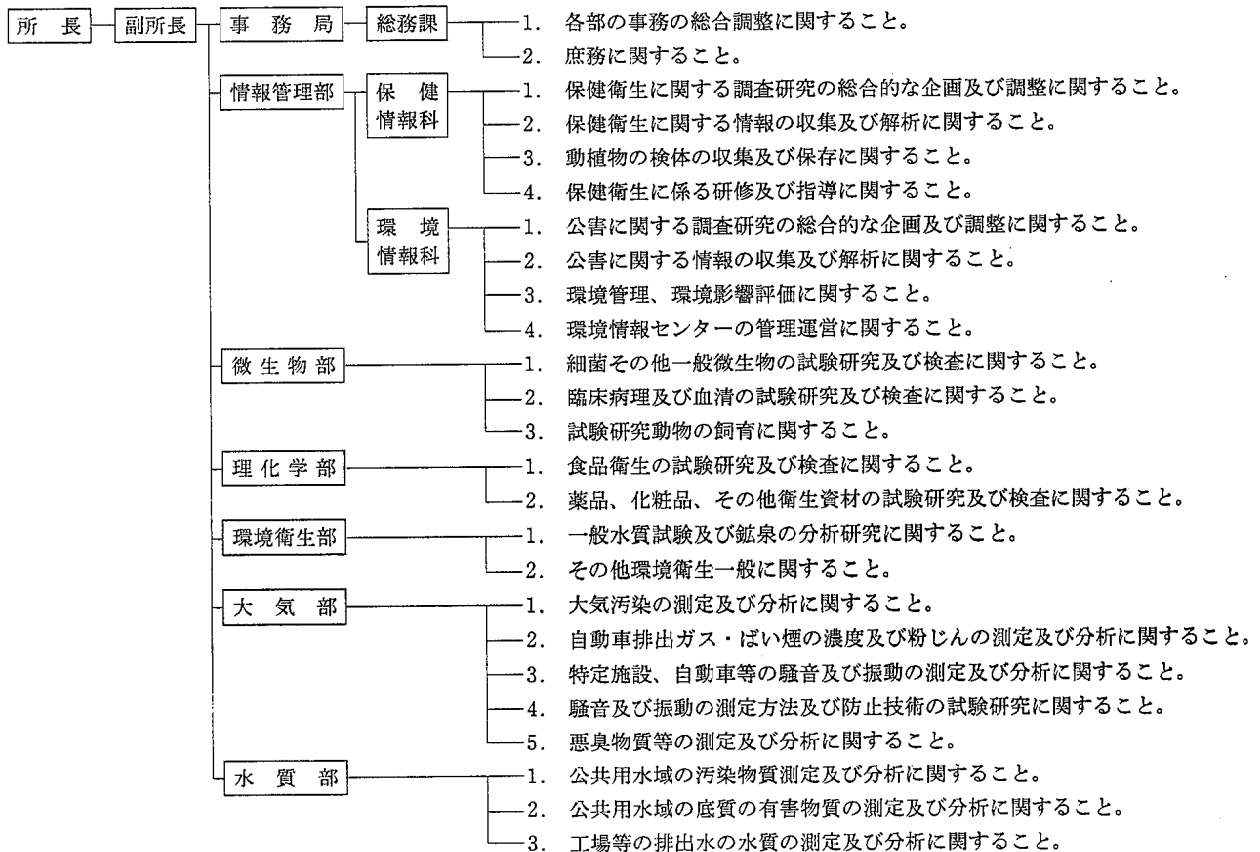 所長 副所長 事務局 総務課 1. 各部の事務の総合調整に関すること。
2. 庶務に関すること。
情報管理部 保健情報科 1. 保健衛生に関する調査研究の総合的な企画及び調整に関すること。
2. 保健衛生に関する情報の収集及び解析に関すること。
3. 動植物の検体の収集及び保存に関すること。
4. 保健衛生に係る研修及び指導に関すること。
環境情報科 1. 公害に関する調査研究の総合的な企画及び調整に関すること。
2. 公害に関する情報の収集及び解析に関すること。
3. 環境管理、環境影響評価に関すること。
4. 環境情報センターの管理運営に関すること。
微生物部 1. 細菌その他一般微生物の試験研究及び検査に関すること。
2. 臨床病理及び血清の試験研究及び検査に関すること。
3. 試験研究動物の飼育に関すること。
理化学部 1. 食品衛生の試験研究及び検査に関すること。
2. 薬品、化粧品、その他衛生資材の試験研究及び検査に関すること。
環境衛生部 1. 一般水質試験及び鉱泉の分析研究に関すること。
2. その他環境衛生一般に関すること。
大気部 1. 大気汚染の測定及び分析に関すること。
2. 自動車排出ガス・ばい煙の濃度及び粉じんの測定及び分析に関すること。
3. 特定施設、自動車等の騒音及び振動の測定及び分析に関すること。
4. 騒音及び振動の測定方法及び防止技術の試験研究に関すること。
5. 悪臭物質等の測定及び分析に関すること。
水質部 1. 公共用水域の汚染物質測定及び分析に関すること。
2. 公共用水域の底質の有害物質の測定及び分析に関すること。
3. 工場等の排出水の水質の測定及び分析に関すること。